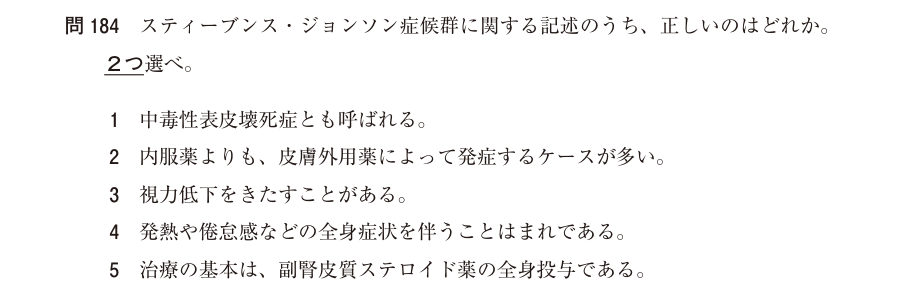 問 184 スティーブンス・ジョンソン症候群に関する記述のうち、正しいのはどれか。
２つ選べ。
1 中毒性表皮壊死症とも呼ばれる。
2 内服薬よりも、皮膚外用薬によって発症するケースが多い。
3 視力低下をきたすことがある。
4 発熱や倦怠感などの全身症状を伴うことはまれである。
5 治療の基本は、副腎皮質ステロイド薬の全身投与である。